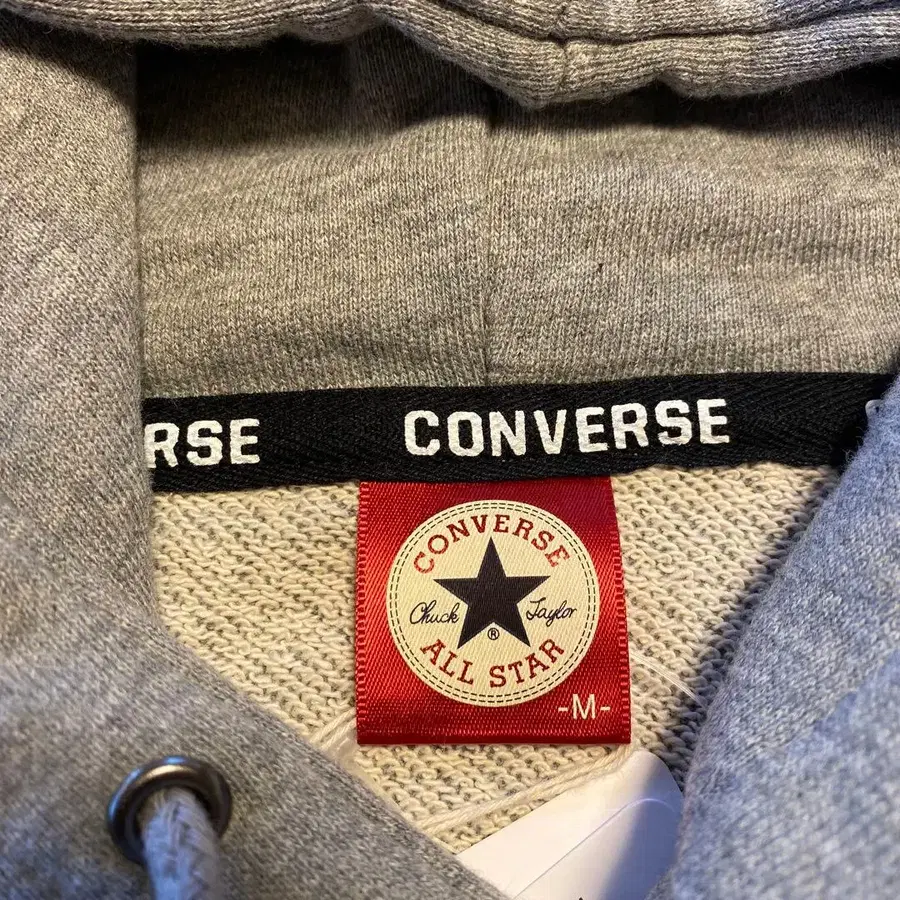 RSE CONVERSE
CONVERSE
Chuck Taylor
®
ALL STAR
-M-